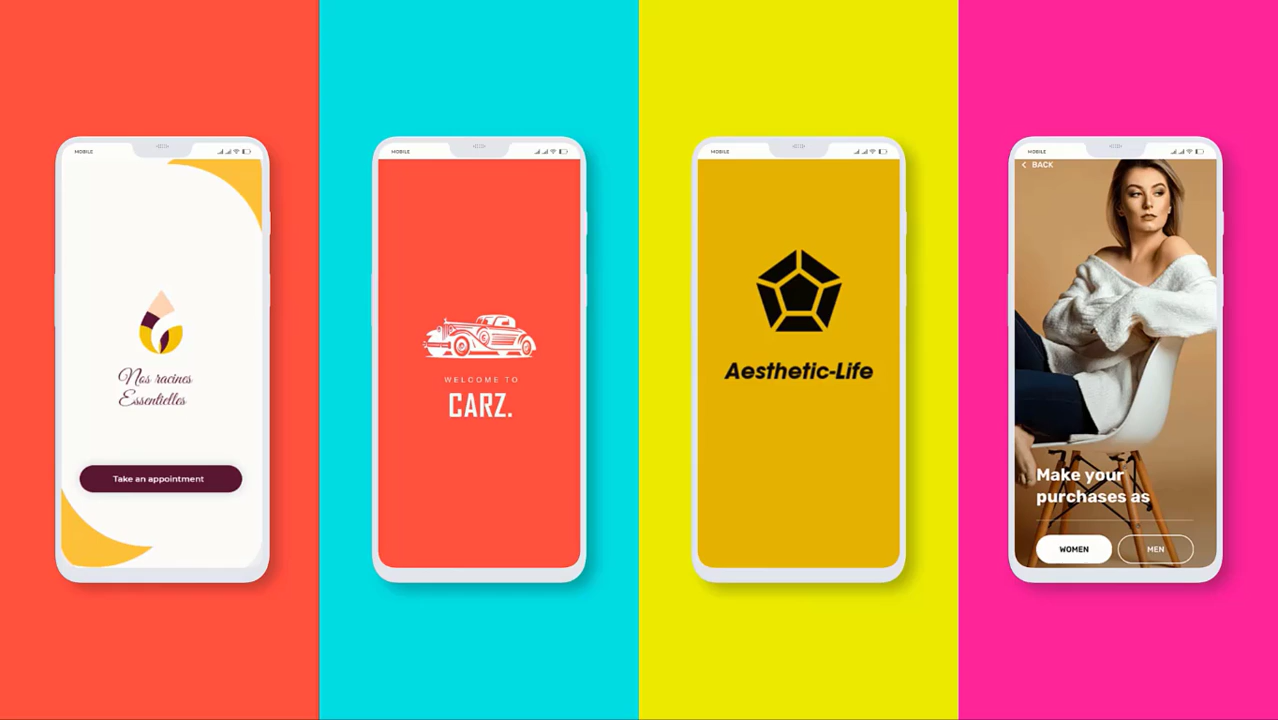 MOBILE
Nos racines
Essentielles
Take an appointment
MOBILE
WELCOME TO
CARZ.
MOBILE
Aesthetic-Life
MOBILE
BACK
Make your
purchases as
WOMEN
MEN